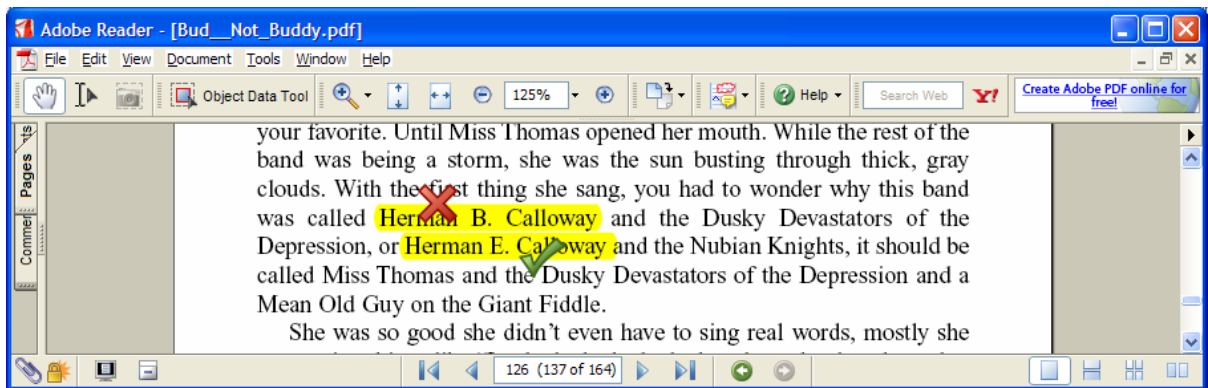 Adobe Reader - [Bud__Not_Buddy.pdf]
File Edit View Document Tools Window Help
Object Data Tool 125% Help Search Web Y! Create Adobe PDF online for
free!
your favorite. Until Miss Thomas opened her mouth. While the rest of the
band was being a storm, she was the sun busting through thick, gray
clouds. With the first thing she sang, you had to wonder why this band
was called Herman B. Calloway and the Dusky Devastators of the
Depression, or Herman E. Calloway and the Nubian Knights, it should be
called Miss Thomas and the Dusky Devastators of the Depression and a
Mean Old Guy on the Giant Fiddle.
She was so good she didn't even have to sing real words, mostly she
Pages
Commen
126 (137 of 164)